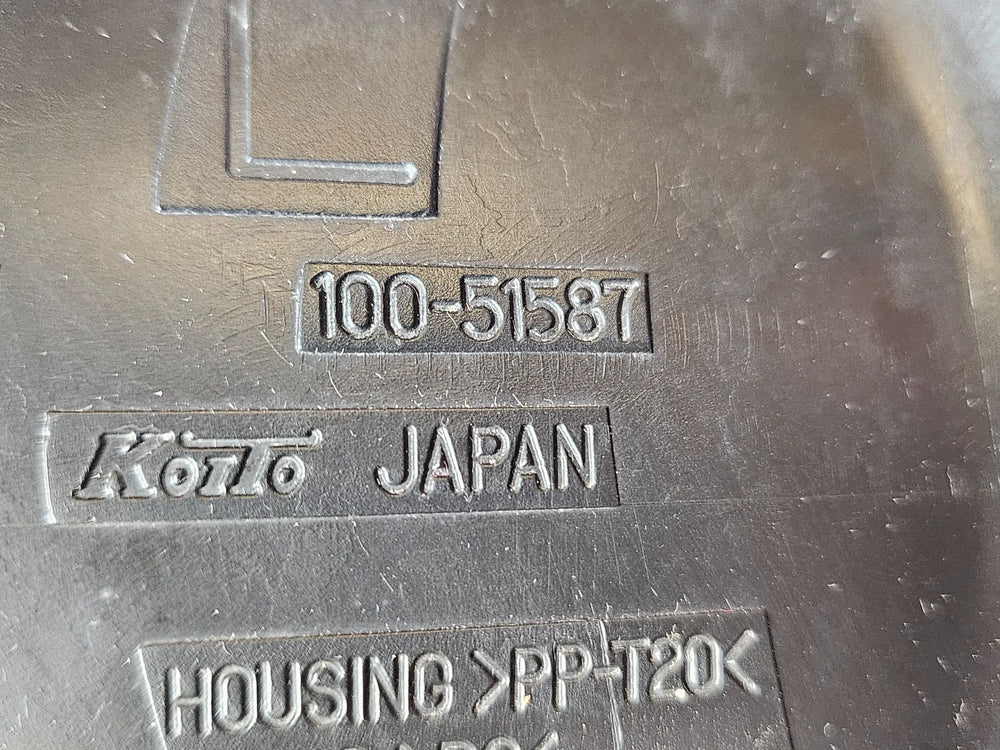 L
100-51587
KOITO JAPAN
HOUSING >PP-T20<